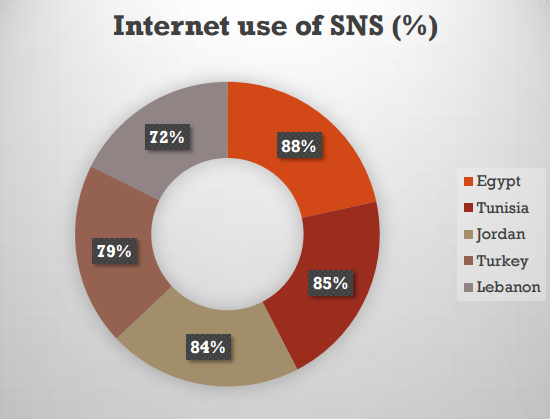 Internet use of SNS (%)
88%
85%
84%
79%
72%
Egypt
Tunisia
Jordan
Turkey
Lebanon